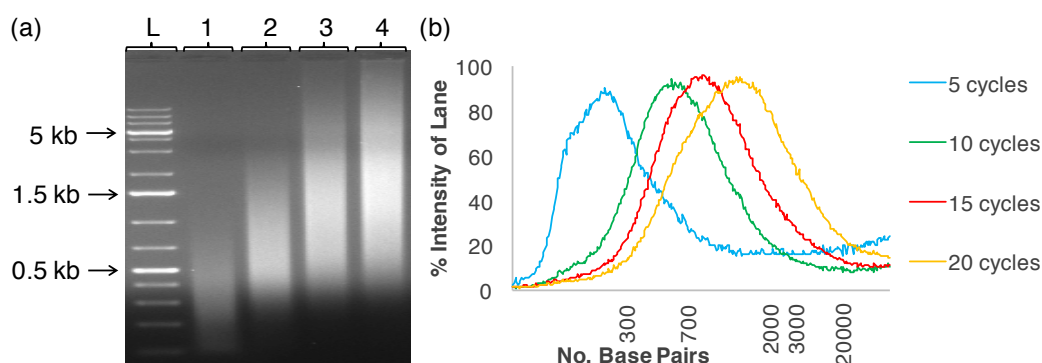 (a)
L 1 2 3 4
5 kb
1.5 kb
0.5 kb
(b)
100
80
60
40
20
0
% Intensity of Lane
300
700
2000
3000
20000
No. Base Pairs
5 cycles
10 cycles
15 cycles
20 cycles